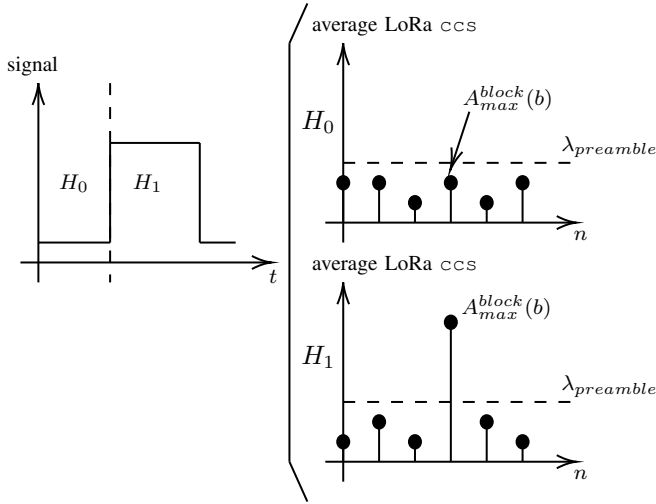 signal
H_0
H_1
t
average LoRa ccs
A_{max}^{block}(b)
H_0
λ_{preamble}
n
average LoRa ccs
A_{max}^{block}(b)
H_1
λ_{preamble}
n